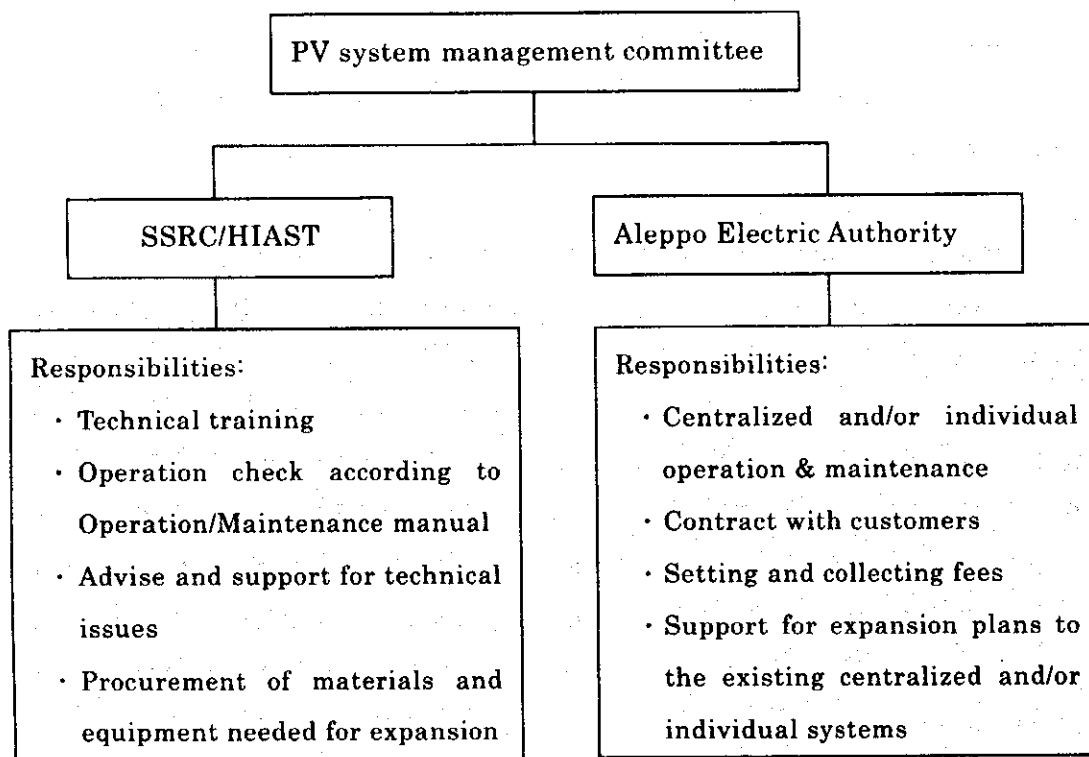 PV system management committee
SSRC/HIAST
Aleppo Electric Authority
Responsibilities:
· Technical training
· Operation check according to
Operation/Maintenance manual
· Advise and support for technical
issues
· Procurement of materials and
equipment needed for expansion
Responsibilities:
· Centralized and/or individual
operation & maintenance
· Contract with customers
· Setting and collecting fees
· Support for expansion plans to
the existing centralized and/or
individual systems